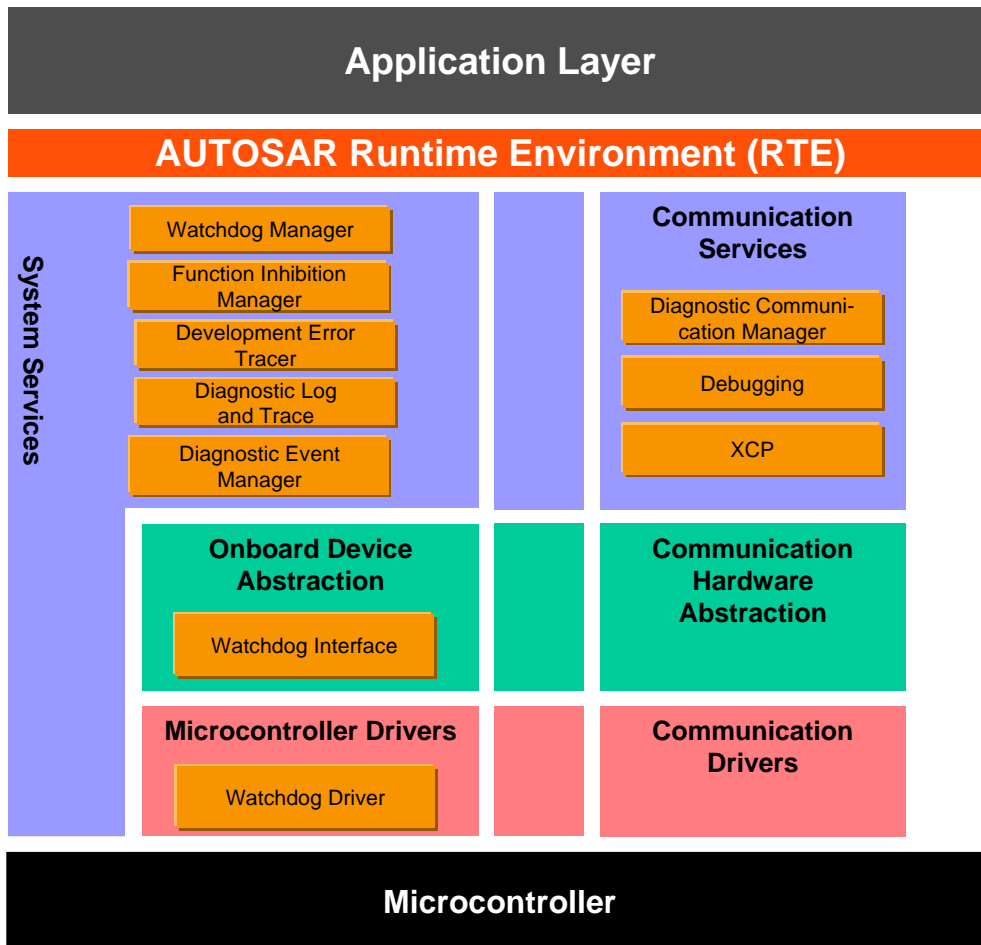 Application Layer
AUTOSAR Runtime Environment (RTE)
System Services
Watchdog Manager
Function Inhibition
Manager
Development Error
Tracer
Diagnostic Log
and Trace
Diagnostic Event
Manager
Communication
Services
Diagnostic Communi-
cation Manager
Debugging
XCP
Onboard Device
Abstraction
Watchdog Interface
Communication
Hardware
Abstraction
Microcontroller Drivers
Watchdog Driver
Communication
Drivers
Microcontroller